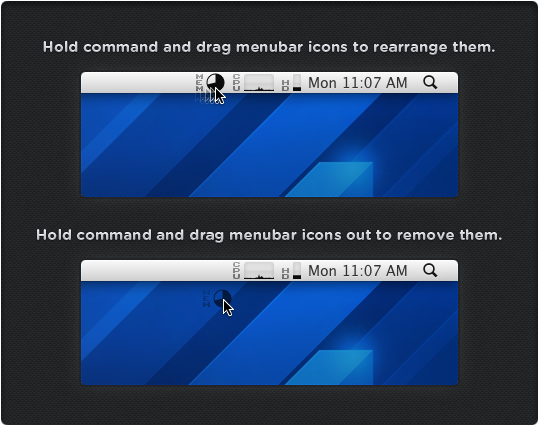 Hold command and drag menubar icons to rearrange them.
MEM CPU HD Mon 11:07 AM
Hold command and drag menubar icons out to remove them.
CPU HD Mon 11:07 AM
MEM